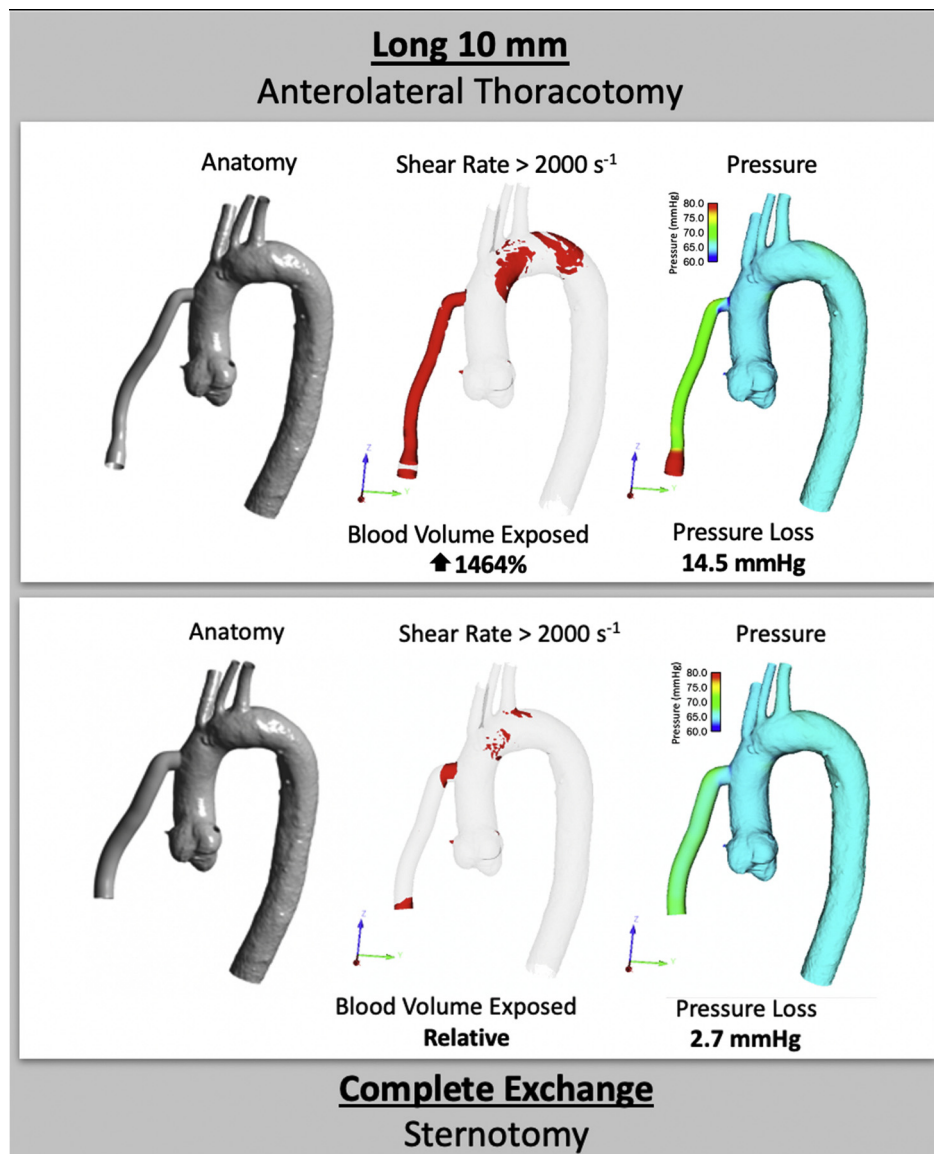 Long 10 mm
Anterolateral Thoracotomy
Anatomy
Shear Rate > 2000 s⁻¹
Pressure
Pressure (mmHg)
80.0
75.0
70.0
65.0
60.0
Z
Y
Z
Y
Blood Volume Exposed
⬆ 1464%
Pressure Loss
14.5 mmHg
Anatomy
Shear Rate > 2000 s⁻¹
Pressure
Pressure (mmHg)
80.0
75.0
70.0
65.0
60.0
Z
Y
Z
Y
Blood Volume Exposed
Relative
Pressure Loss
2.7 mmHg
Complete Exchange
Sternotomy